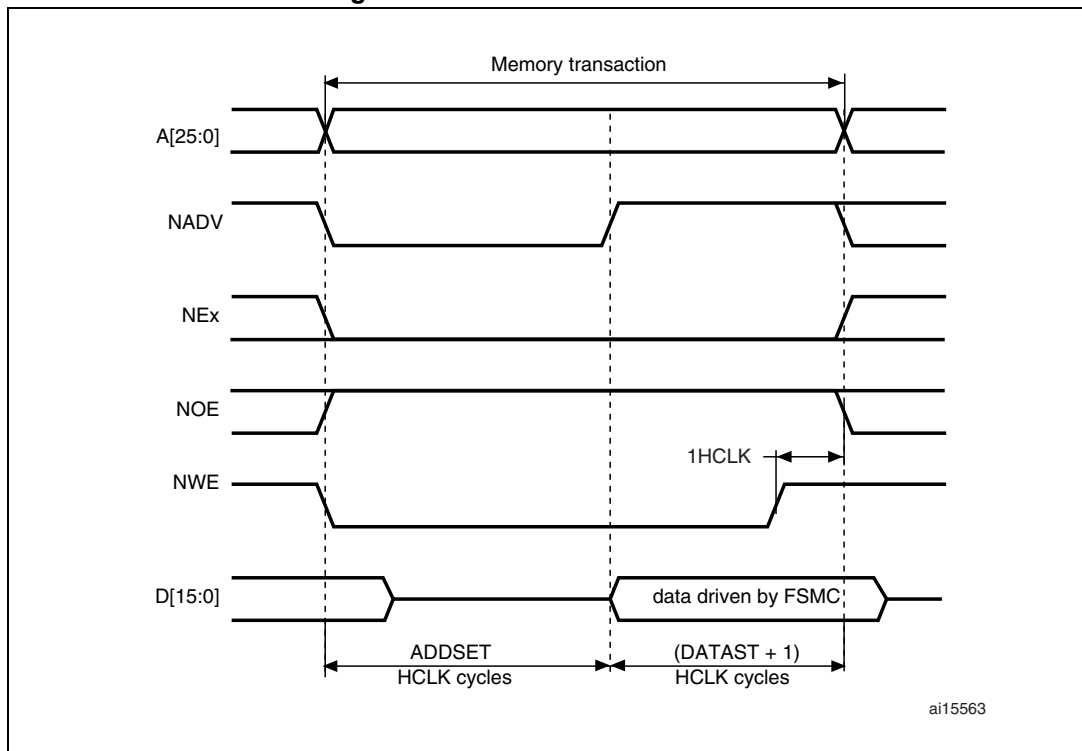 Memory transaction
A[25:0]
NADV
NEx
NOE
1HCLK
NWE
D[15:0]
data driven by FSMC
ADDSET
HCLK cycles
(DATAST + 1)
HCLK cycles
ai15563